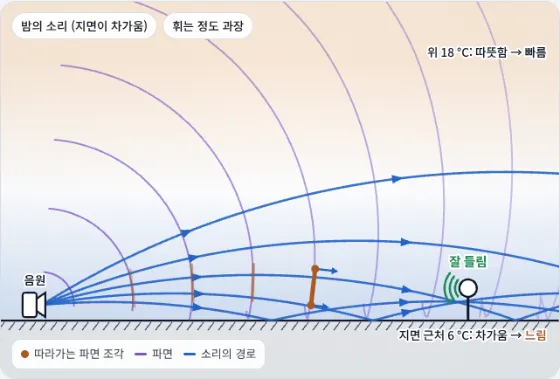 밤의 소리 (지면이 차가움)
휘는 정도 과장
위 18 °C: 따뜻함 → 빠름
음원
잘 들림
지면 근처 6 °C: 차가움 → 느림
따라가는 파면 조각
파면
소리의 경로